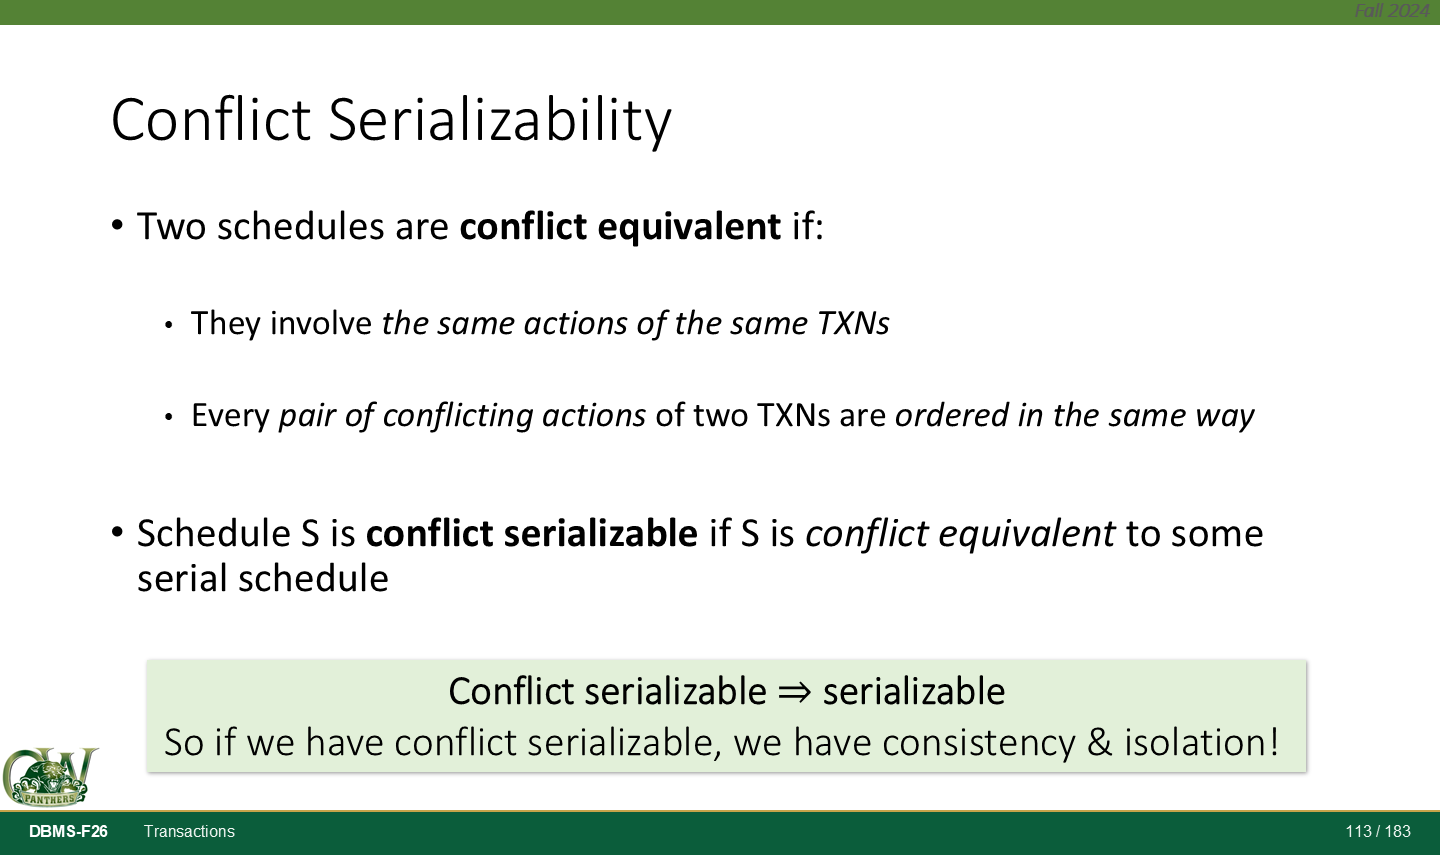 Fall 2024
Conflict Serializability
• Two schedules are conflict equivalent if:
• They involve the same actions of the same TXNs
• Every pair of conflicting actions of two TXNs are ordered in the same way
• Schedule S is conflict serializable if S is conflict equivalent to some
serial schedule
Conflict serializable ⇒ serializable
So if we have conflict serializable, we have consistency & isolation!
OW
PANTHERS
DBMS-F26 Transactions 113 / 183